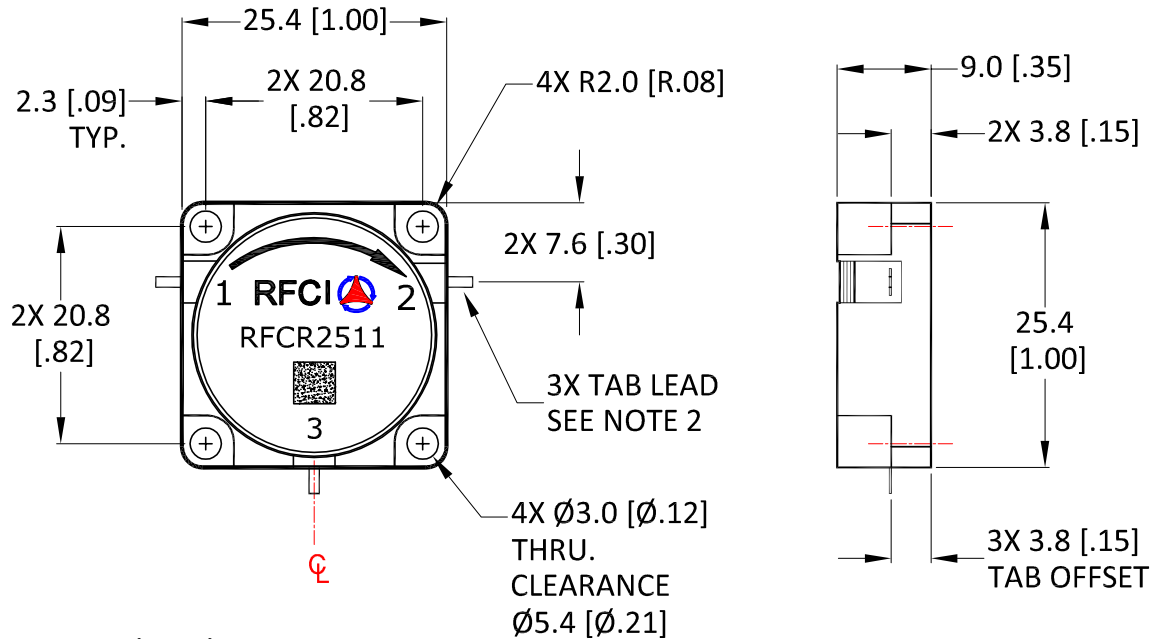 25.4 [1.00]
2X 20.8
[.82]
2.3 [.09]
TYP.
4X R2.0 [R.08]
2X 7.6 [.30]
2X 20.8
[.82]
1
RFCI
2
RFCR2511
3
3X TAB LEAD
SEE NOTE 2
4X Ø3.0 [Ø.12]
THRU.
CLEARANCE
Ø5.4 [Ø.21]
CL
9.0 [.35]
2X 3.8 [.15]
25.4
[1.00]
3X 3.8 [.15]
TAB OFFSET